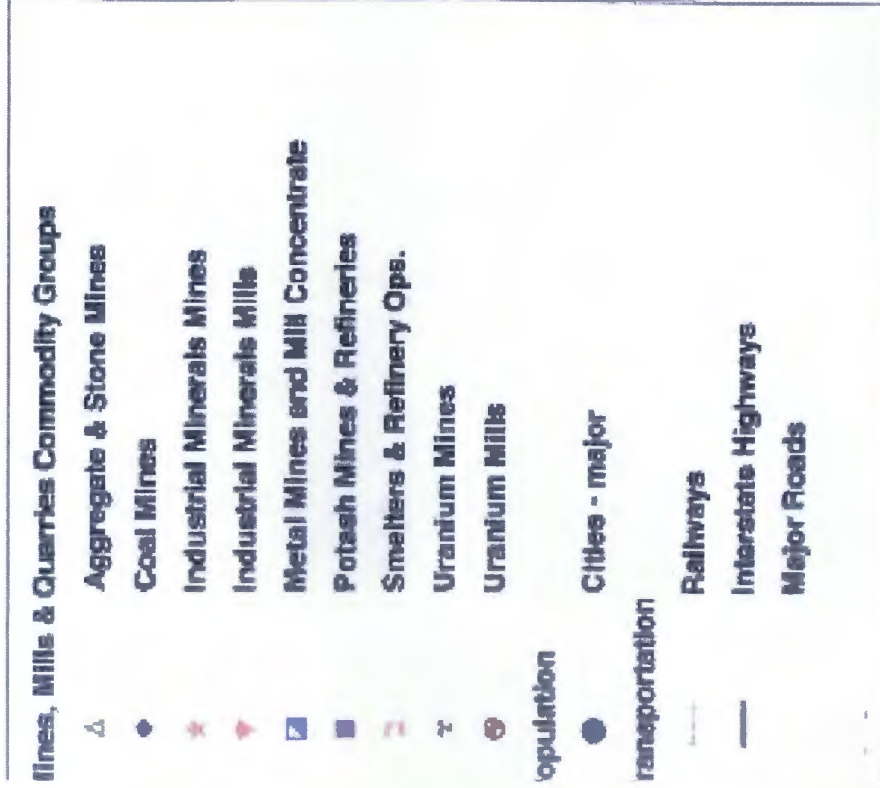 lines, Mills & Quarries Commodity Groups
Aggregate & Stone Mines
Coal Mines
Industrial Minerals Mines
Industrial Minerals Mills
Metal Mines and Mill Concentrate
Potash Mines & Refineries
Smelters & Refinery Ops.
Uranium Mines
Uranium Mills
opulation
Cities - major
ransportation
Railways
Interstate Highways
Major Roads